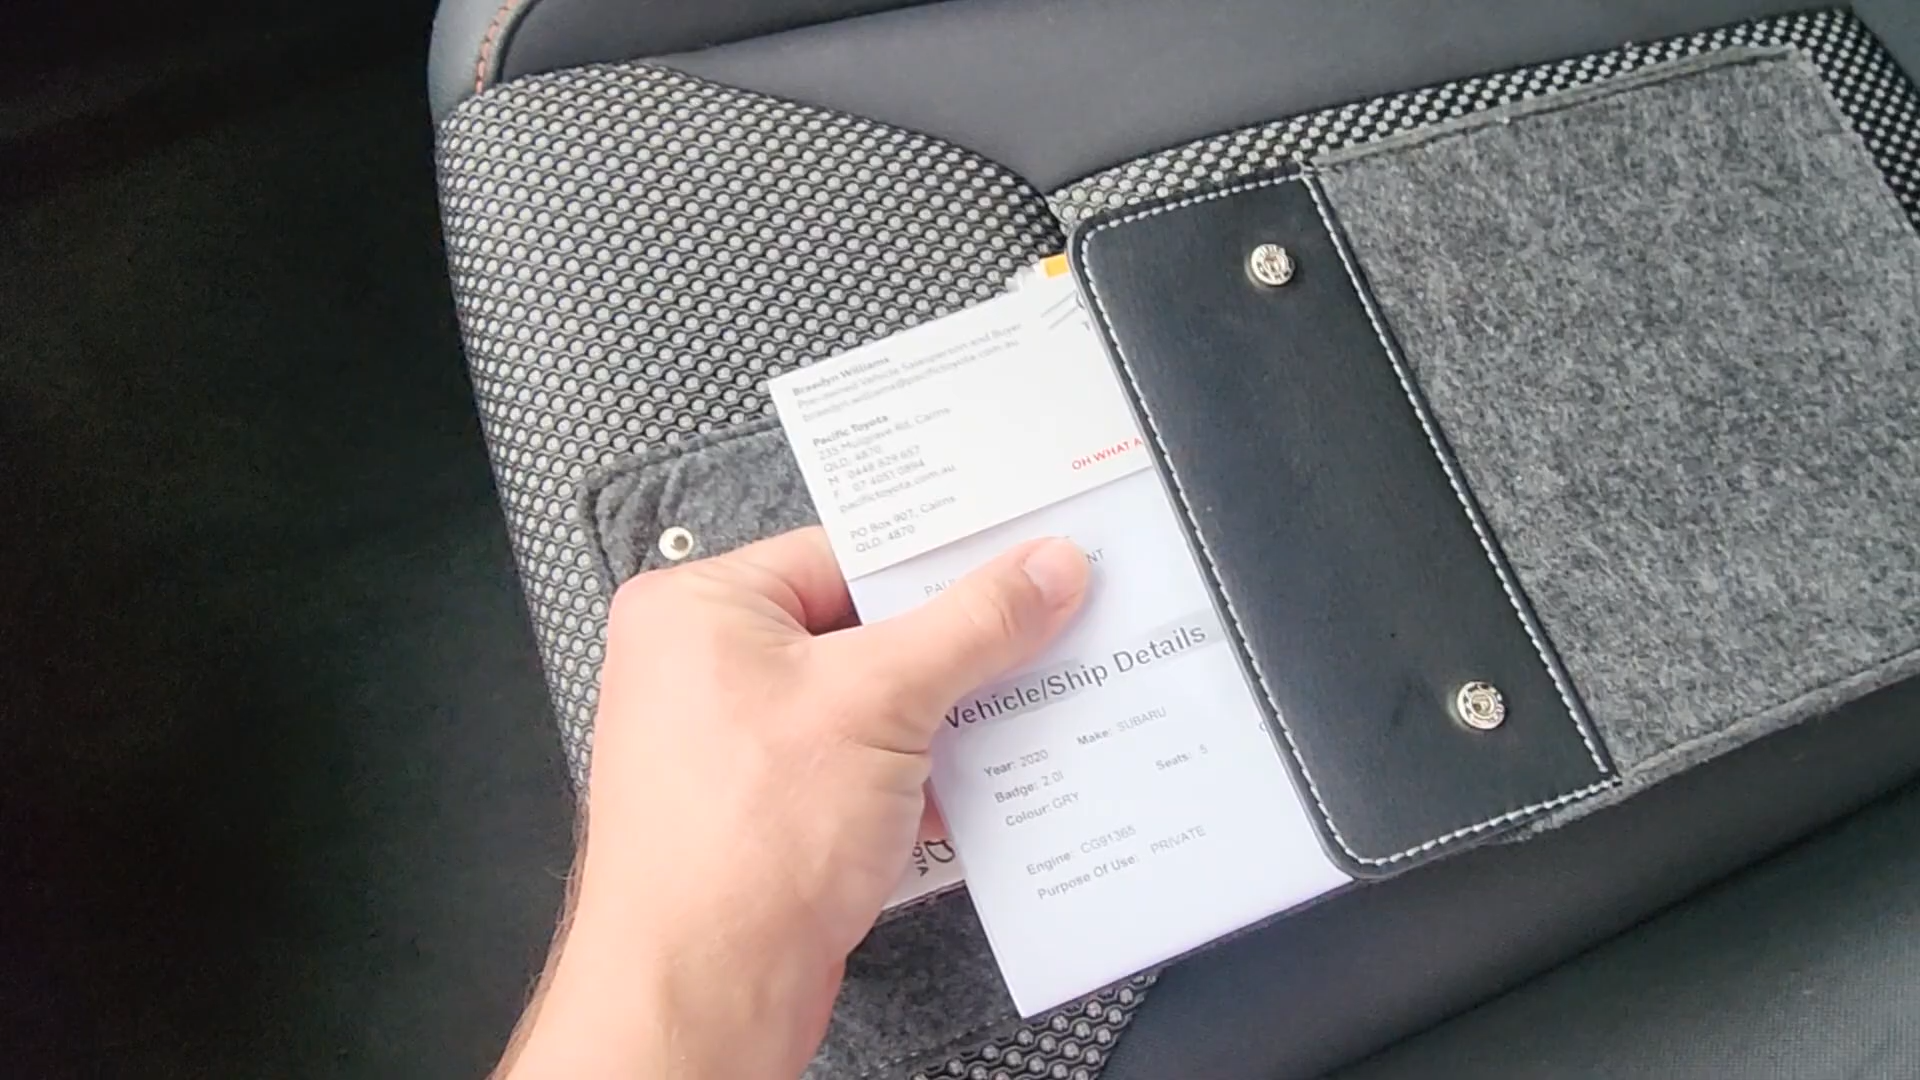 Braedyn Williams
Pre-owned Vehicle Salesperson and Buyer
braedyn.williams@pacifictoyota.com.au
Pacific Toyota
235 Mulgrave Rd, Cairns
QLD, 4870
M 0448 829 657
F 07 4051 0894
pacifictoyota.com.au
PO Box 907, Cairns
QLD, 4870
OH WHAT A
Vehicle/Ship Details
Year: 2020 Make: SUBARU
Badge: 2.0I Seats: 5
Colour: GRY
Engine: CG91365
Purpose Of Use: PRIVATE